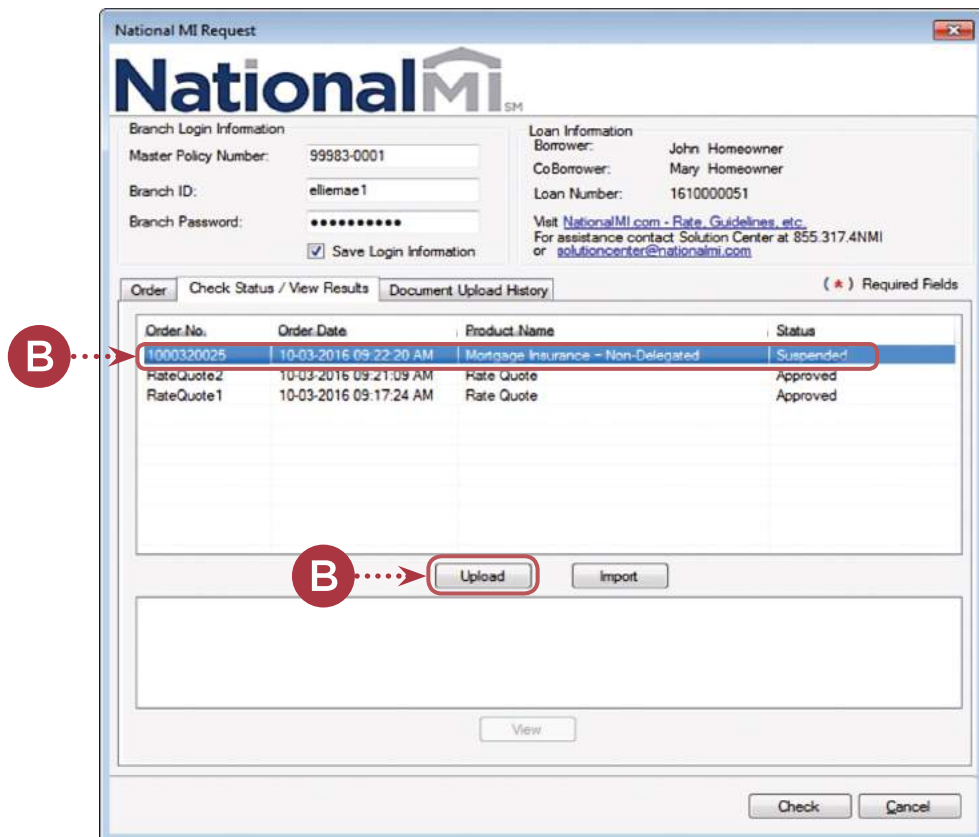 National MI Request
NationalMI SM
Branch Login Information
Master Policy Number: 99983-0001
Branch ID: elliemae1
Branch Password: ●●●●●●●●●●
Save Login Information
Loan Information
Borrower: John Homeowner
CoBorrower: Mary Homeowner
Loan Number: 1610000051
Visit NationalMI.com - Rate, Guidelines, etc.
For assistance contact Solution Center at 855.317.4NMI
or solutioncenter@nationalmi.com
Order Check Status / View Results Document Upload History
( * ) Required Fields
Order No. Order Date Product Name Status
B
1000320025 10-03-2016 09:22:20 AM Mortgage Insurance - Non-Delegated Suspended
RateQuote2 10-03-2016 09:21:09 AM Rate Quote Approved
RateQuote1 10-03-2016 09:17:24 AM Rate Quote Approved
B
Upload Import
View
Check Cancel